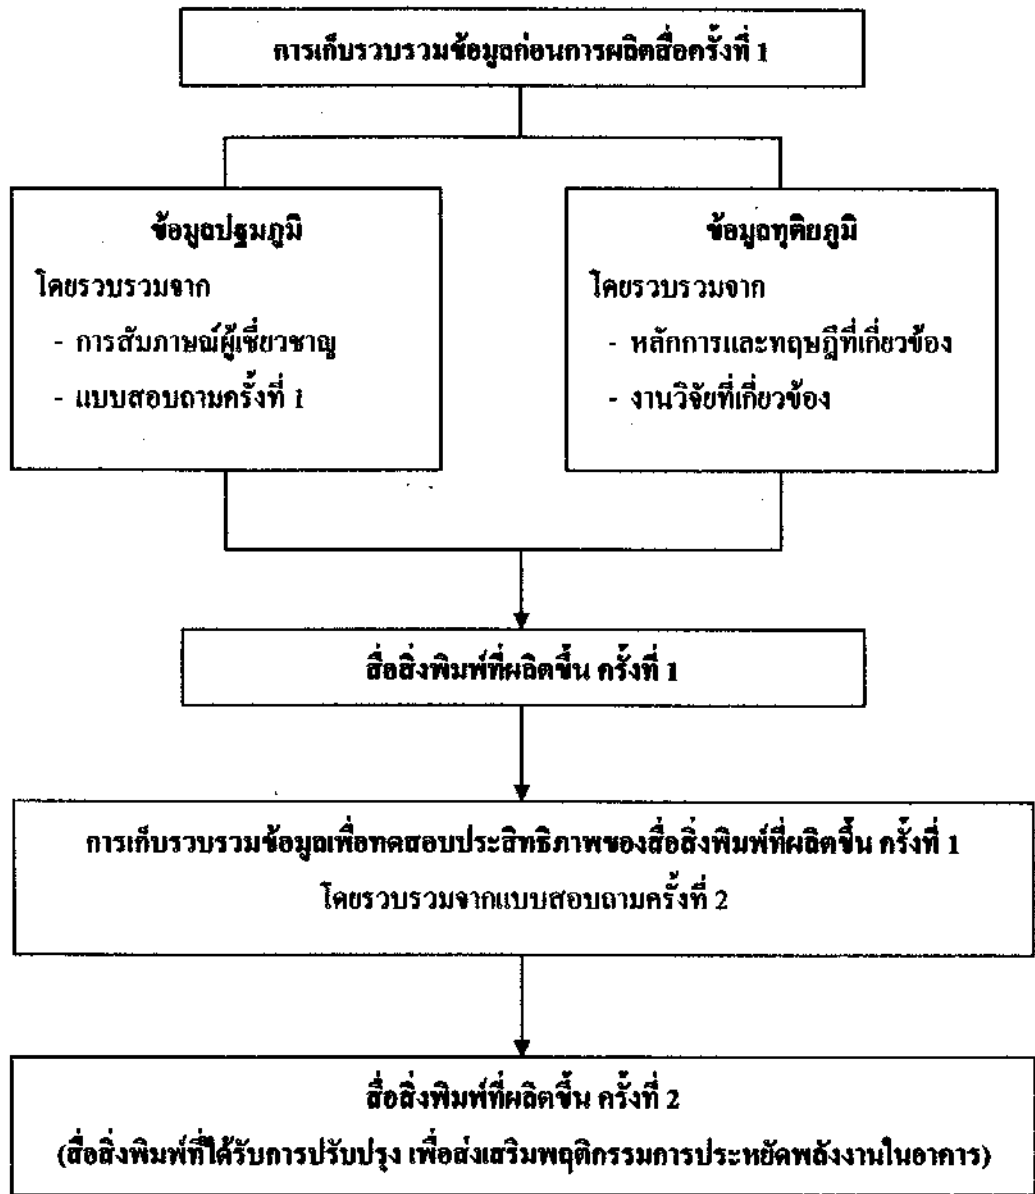 การเก็บรวบรวมข้อมูลก่อนการผลิตสื่อครั้งที่ 1
ข้อมูลปฐมภูมิ
โดยรวบรวมจาก
- การสัมภาษณ์ผู้เชี่ยวชาญ
- แบบสอบถามครั้งที่ 1
ข้อมูลทุติยภูมิ
โดยรวบรวมจาก
- หลักการและทฤษฎีที่เกี่ยวข้อง
- งานวิจัยที่เกี่ยวข้อง
สื่อสิ่งพิมพ์ที่ผลิตขึ้น ครั้งที่ 1
การเก็บรวบรวมข้อมูลเพื่อทดสอบประสิทธิภาพของสื่อสิ่งพิมพ์ที่ผลิตขึ้น ครั้งที่ 1
โดยรวบรวมจากแบบสอบถามครั้งที่ 2
สื่อสิ่งพิมพ์ที่ผลิตขึ้น ครั้งที่ 2
(สื่อสิ่งพิมพ์ที่ได้รับการปรับปรุง เพื่อส่งเสริมพฤติกรรมการประหยัดพลังงานในอาคาร)